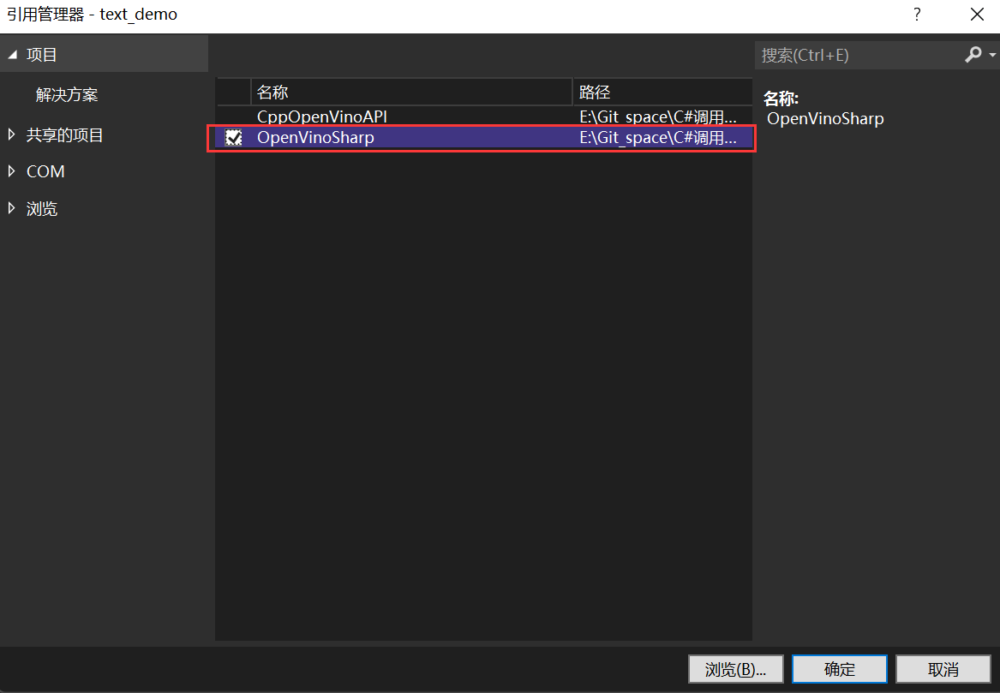 引用管理器 - text_demo
?
项目
解决方案
共享的项目
COM
浏览
名称 路径
CppOpenVinoAPI E:\Git_space\C#调用...
OpenVinoSharp E:\Git_space\C#调用...
搜索(Ctrl+E)
名称:
OpenVinoSharp
浏览(B)... 确定 取消